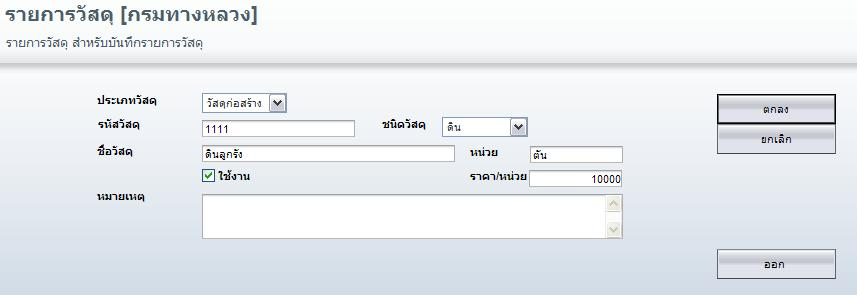 รายการวัสดุ [กรมทางหลวง]
รายการวัสดุ สำหรับบันทึกรายการวัสดุ
ประเภทวัสดุ วัสดุก่อสร้าง ตกลง
รหัสวัสดุ 1111 ชนิดวัสดุ ดิน
ยกเลิก
ชื่อวัสดุ ดินลูกรัง หน่วย ตัน
ใช้งาน ราคา/หน่วย 10000
หมายเหตุ
ออก